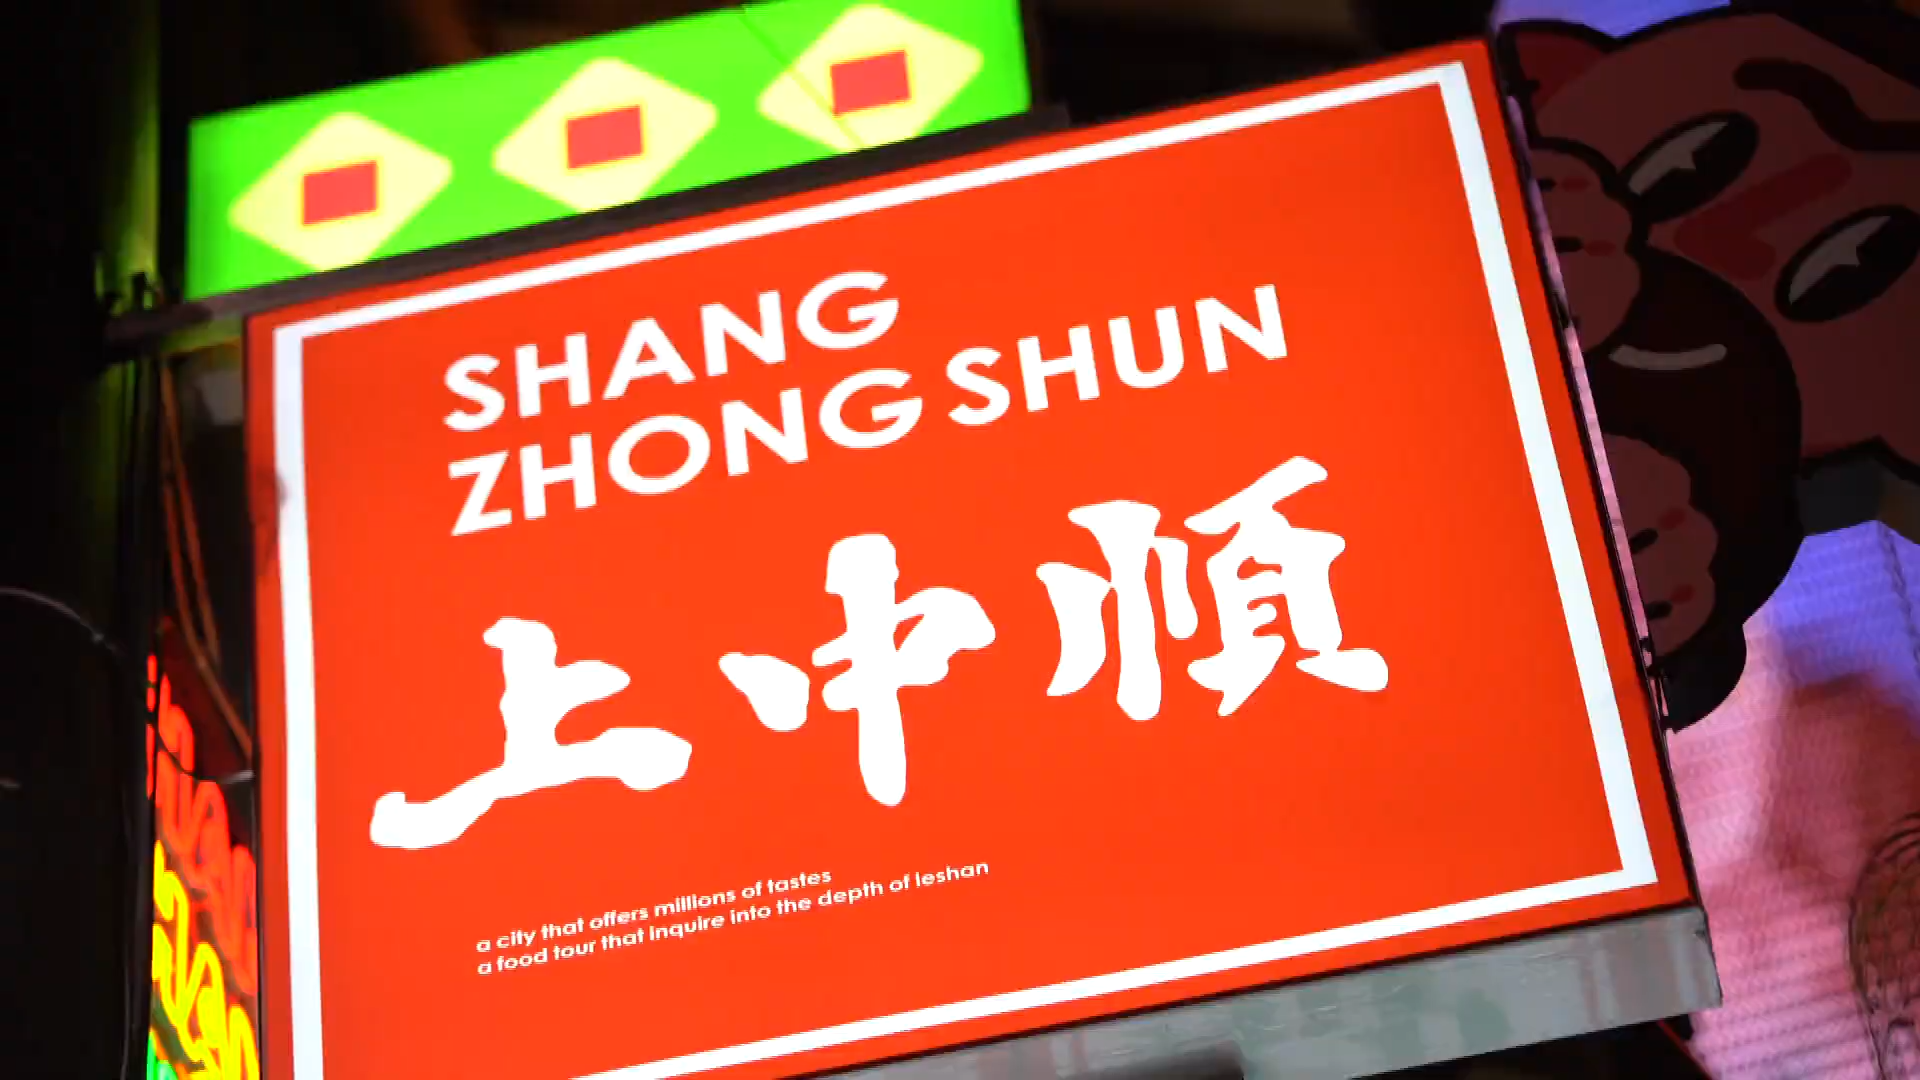 SHANG
ZHONG SHUN
上中順
a city that offers millions of tastes
a food tour that inquire into the depth of leshan